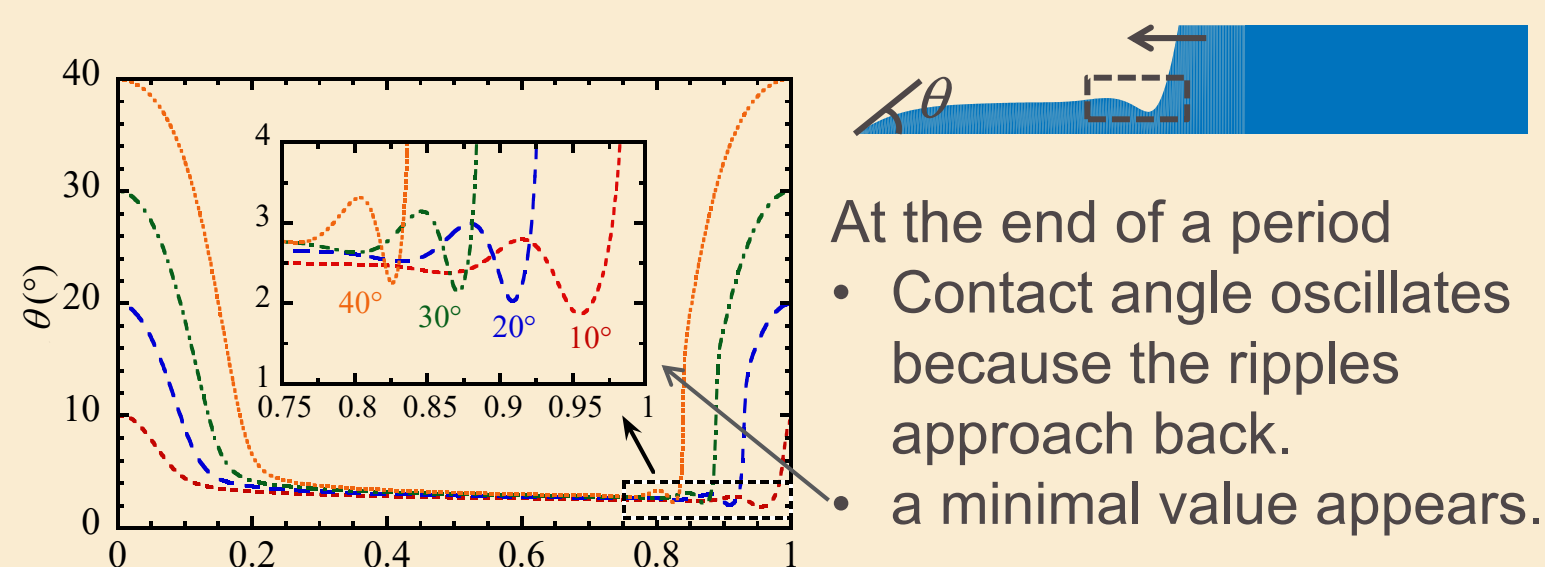 40
30
20
10
0
θ(°)
0 0.2 0.4 0.6 0.8 1
4
3
2
1
0.75 0.8 0.85 0.9 0.95 1
40° 30° 20° 10°
θ
At the end of a period
• Contact angle oscillates
because the ripples
approach back.
• a minimal value appears.